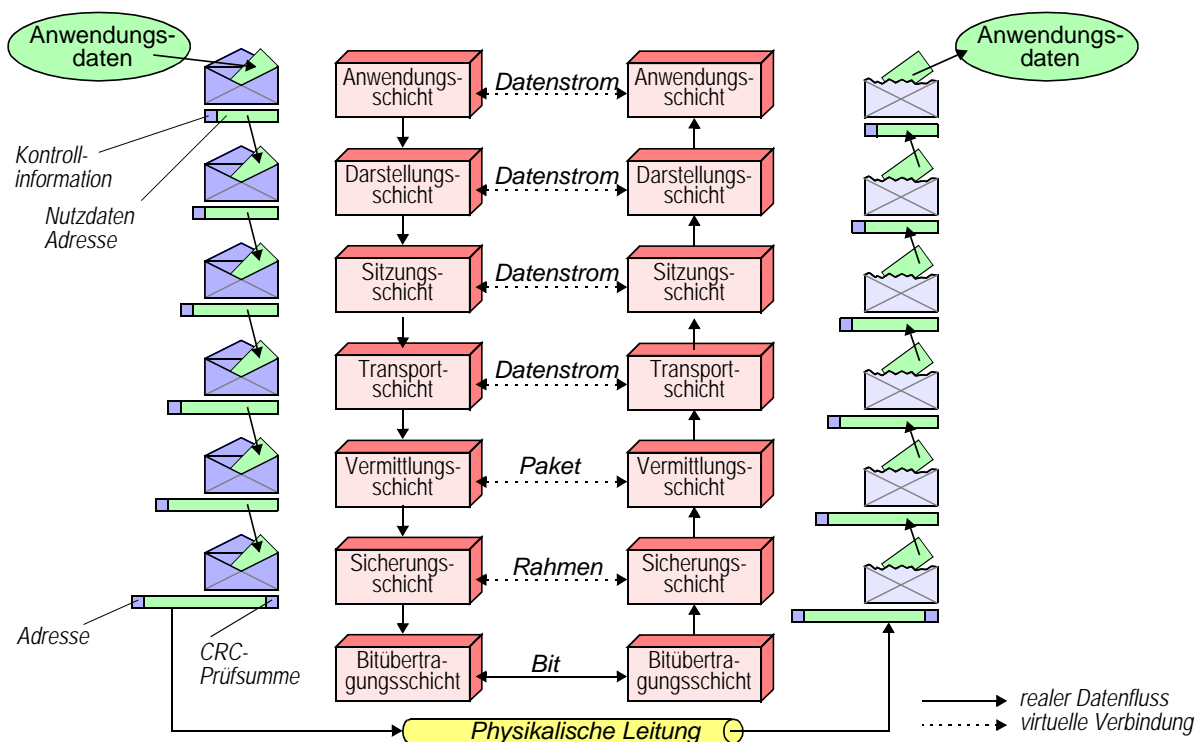 Anwendungs-
daten
Anwendungs-
daten
Kontroll-
information
Nutzdaten
Adresse
Anwendungs-
schicht
Datenstrom
Anwendungs-
schicht
Darstellungs-
schicht
Datenstrom
Darstellungs-
schicht
Sitzungs-
schicht
Datenstrom
Sitzungs-
schicht
Transport-
schicht
Datenstrom
Transport-
schicht
Vermittlungs-
schicht
Paket
Vermittlungs-
schicht
Sicherungs-
schicht
Rahmen
Sicherungs-
schicht
Adresse
CRC-
Prüfsumme
Bitübertra-
gungsschicht
Bit
Bitübertra-
gungsschicht
Physikalische Leitung
realer Datenfluss
virtuelle Verbindung